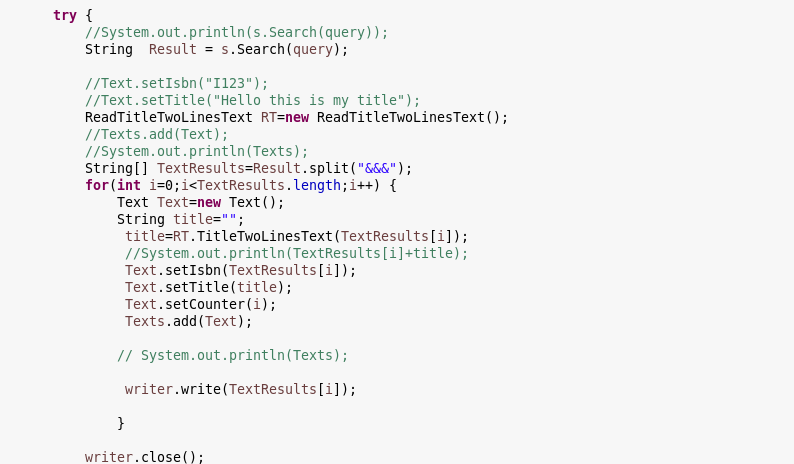 try {
//System.out.println(s.Search(query));
String  Result = s.Search(query);
//Text.setIsbn("I123");
//Text.setTitle("Hello this is my title");
ReadTitleTwoLinesText RT=new ReadTitleTwoLinesText();
//Texts.add(Text);
//System.out.println(Texts);
String[] TextResults=Result.split("&&&");
for(int i=0;i<TextResults.length;i++) {
Text Text=new Text();
String title="";
title=RT.TitleTwoLinesText(TextResults[i]);
//System.out.println(TextResults[i]+title);
Text.setIsbn(TextResults[i]);
Text.setTitle(title);
Text.setCounter(i);
Texts.add(Text);
// System.out.println(Texts);
writer.write(TextResults[i]);
}
writer.close();